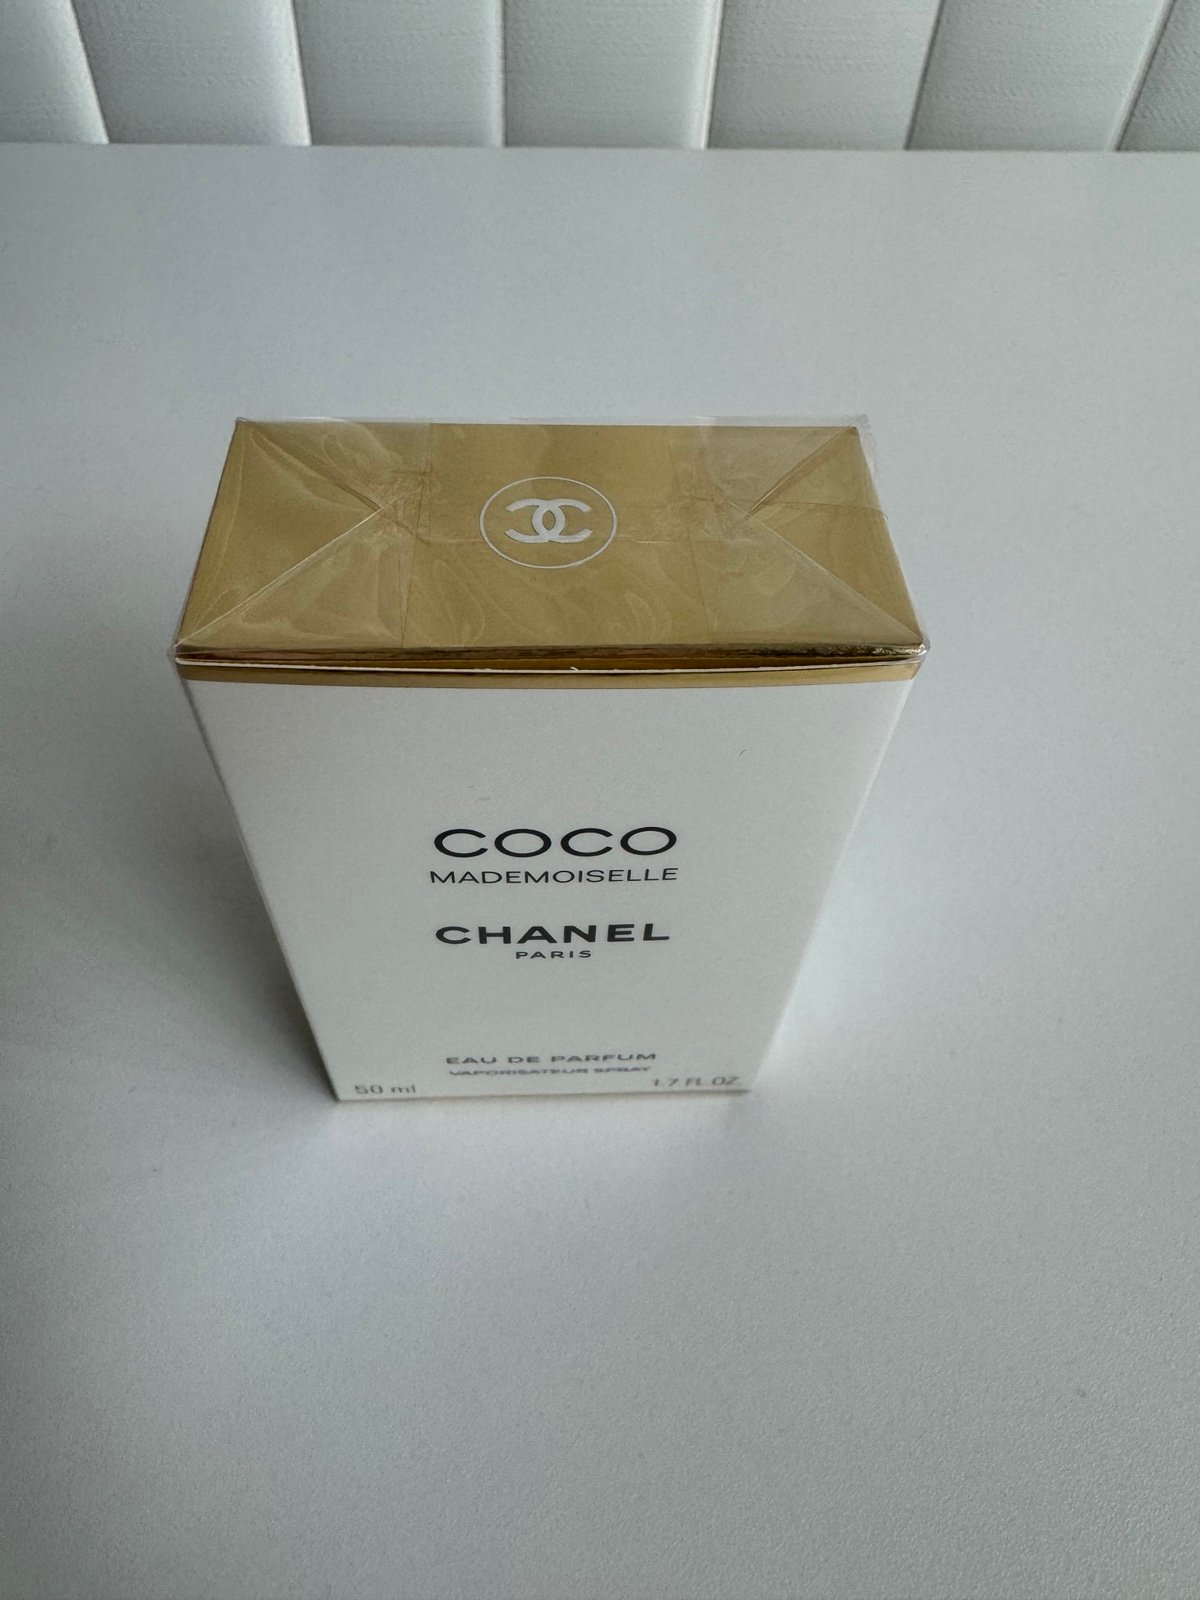 COCO
MADEMOISELLE
CHANEL
PARIS
EAU DE PARFUM
VAPORISATEUR SPRAY
50 ml 1.7 FL. OZ.